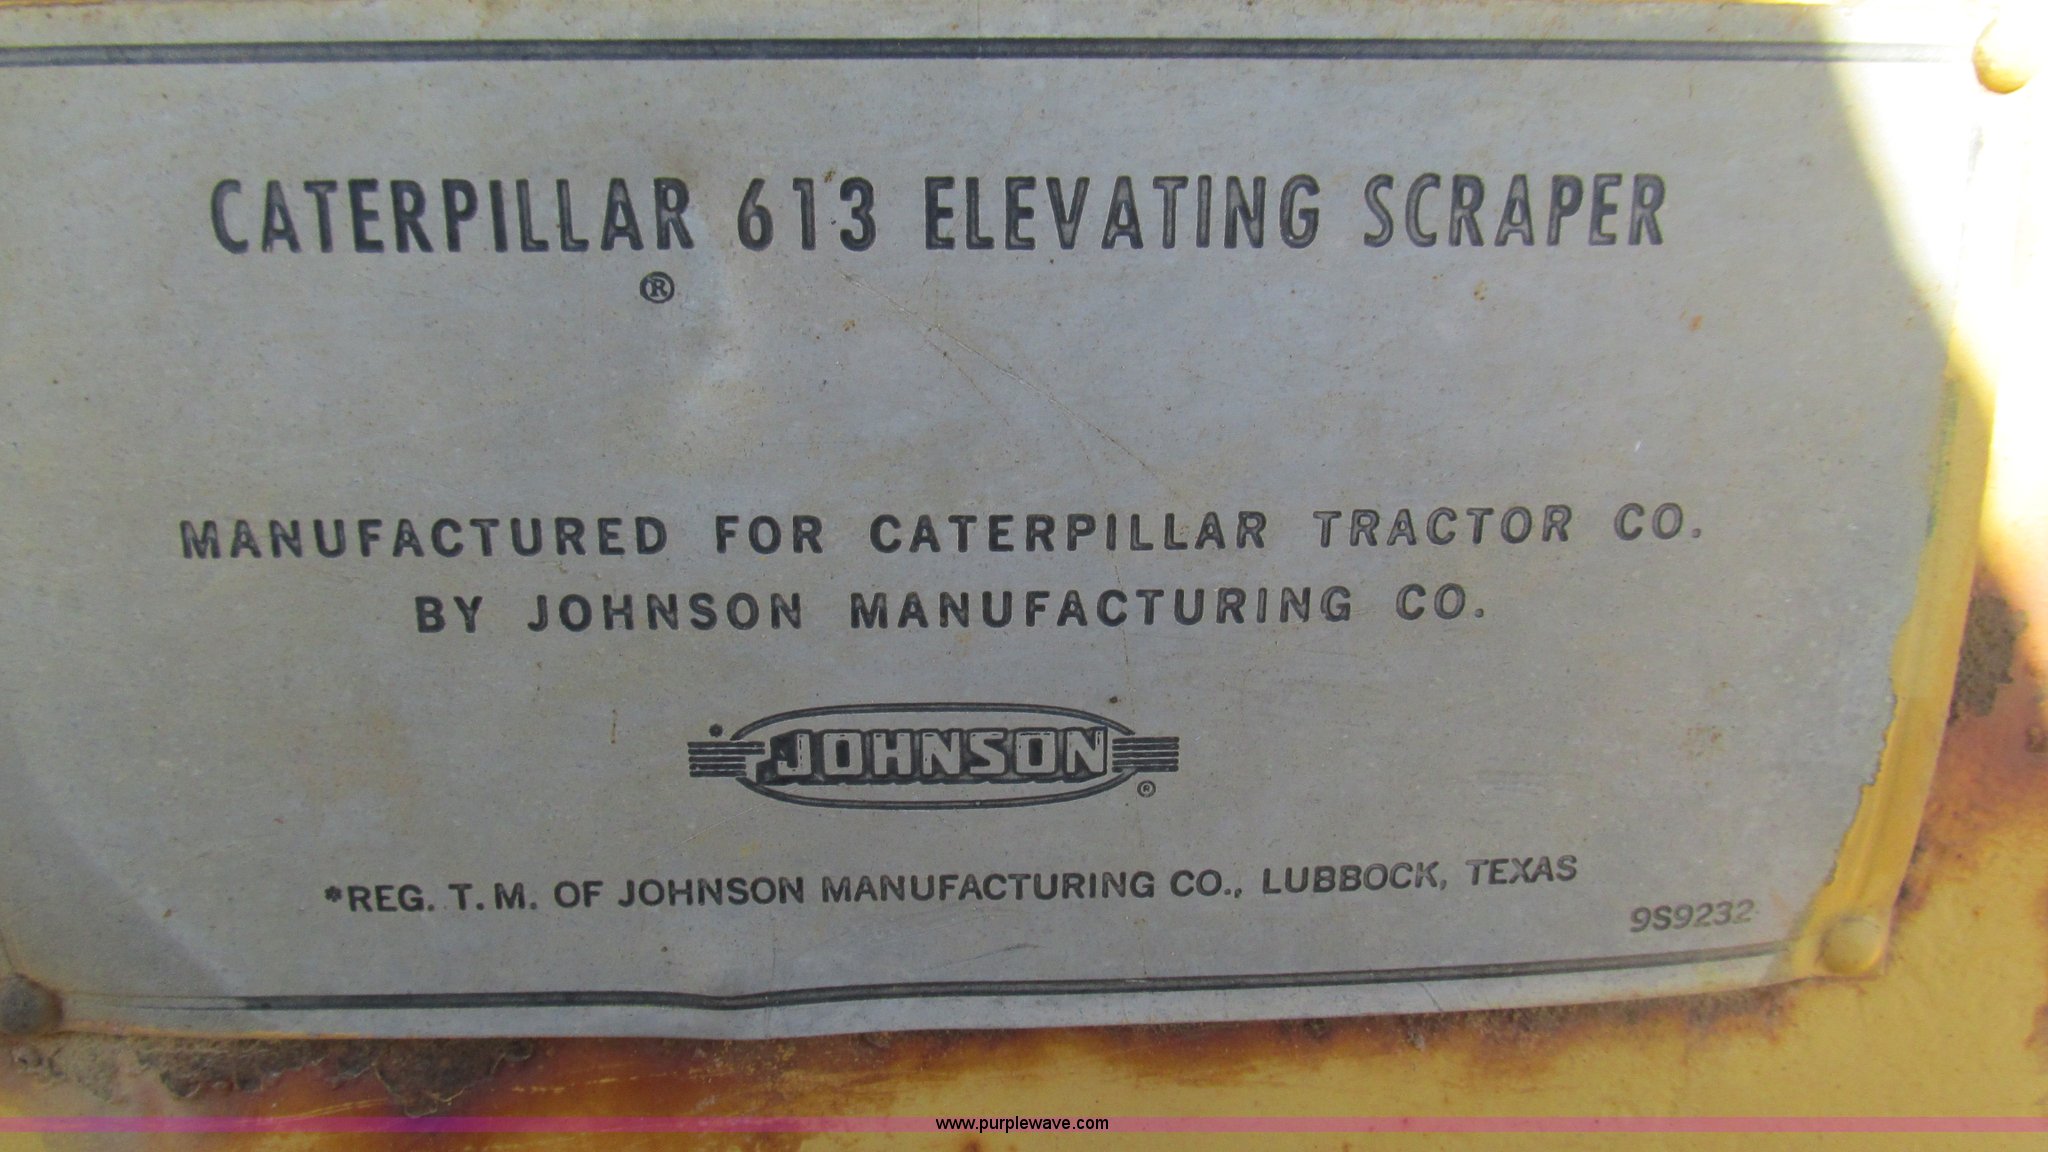 CATERPILLAR 613 ELEVATING SCRAPER
®
MANUFACTURED FOR CATERPILLAR TRACTOR CO.
BY JOHNSON MANUFACTURING CO.
* JOHNSON ®
*REG. T.M. OF JOHNSON MANUFACTURING CO., LUBBOCK, TEXAS
9S9232
www.purplewave.com